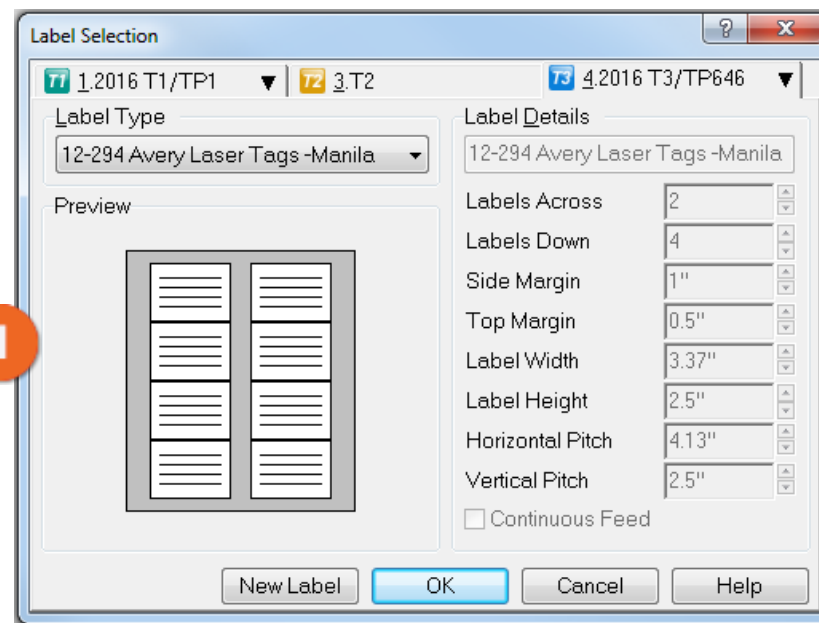 Label Selection
T1 1.2016 T1/TP1 T2 3.T2 T3 4.2016 T3/TP646
Label Type
12-294 Avery Laser Tags -Manila
Preview
Label Details
12-294 Avery Laser Tags -Manila
Labels Across 2
Labels Down 4
Side Margin 1"
Top Margin 0.5"
Label Width 3.37"
Label Height 2.5"
Horizontal Pitch 4.13"
Vertical Pitch 2.5"
Continuous Feed
New Label OK Cancel Help